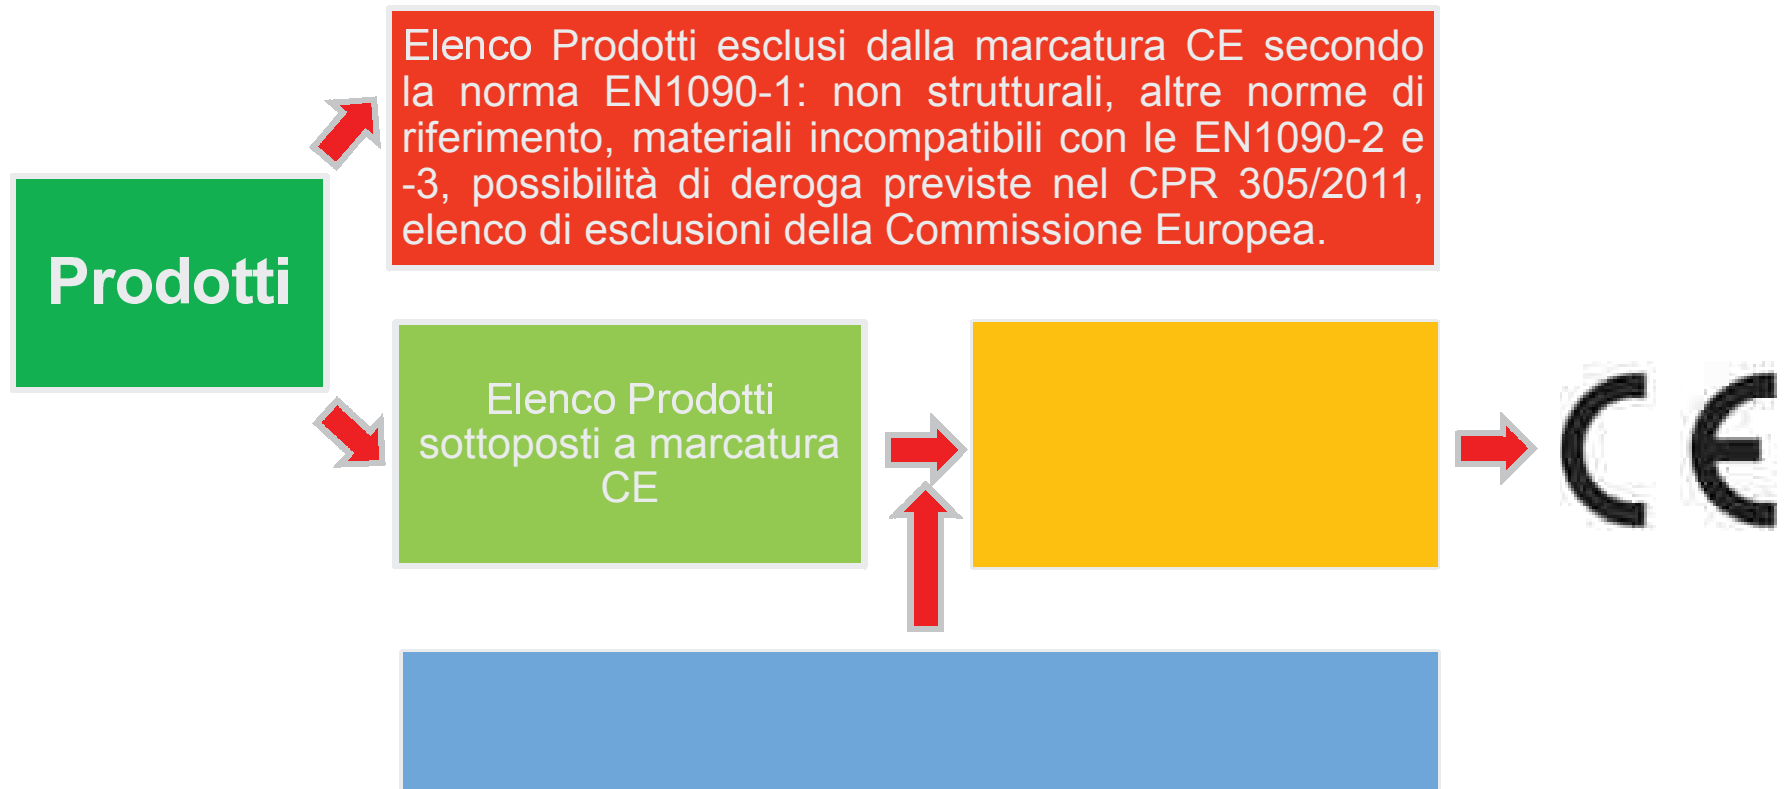 Elenco Prodotti esclusi dalla marcatura CE secondo
la norma EN1090-1: non strutturali, altre norme di
riferimento, materiali incompatibili con le EN1090-2 e
-3, possibilità di deroga previste nel CPR 305/2011,
elenco di esclusioni della Commissione Europea.
Prodotti
Elenco Prodotti
sottoposti a marcatura
CE
CE